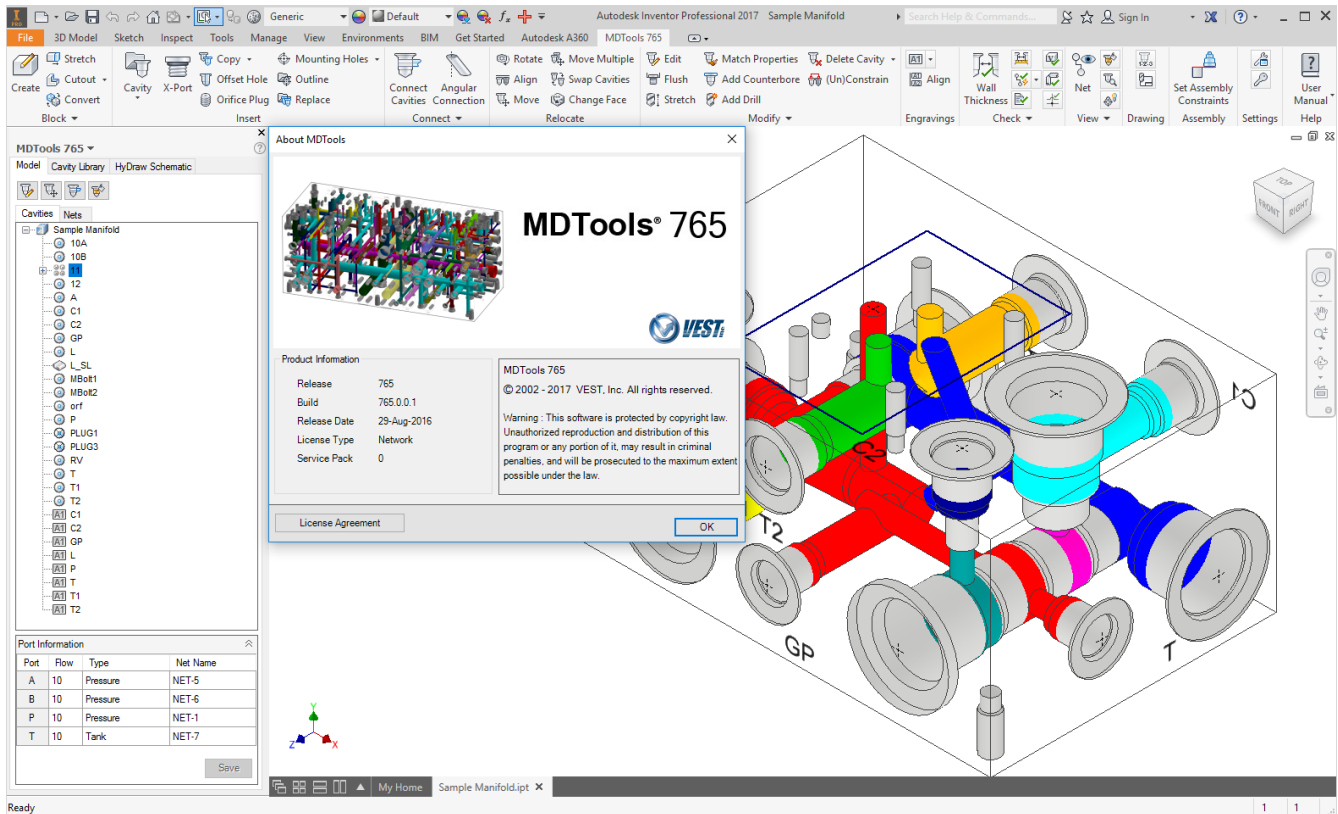 Generic
Default
Autodesk Inventor Professional 2017 Sample Manifold
Search Help & Commands...
Sign In
File 3D Model Sketch Inspect Tools Manage View Environments BIM Get Started Autodesk A360 MDTools 765
Create
Stretch
Cutout
Convert
Block
Cavity
X-Port
Copy
Offset Hole
Orifice Plug
Mounting Holes
Outline
Replace
Insert
Connect Cavities
Angular Connection
Connect
Rotate
Align
Move
Move Multiple
Swap Cavities
Change Face
Relocate
Edit
Flush
Stretch
Match Properties
Add Counterbore
Add Drill
Delete Cavity
(Un)Constrain
Modify
Align
Engravings
Wall Thickness
Check
Net
View
Drawing
Set Assembly Constraints
Assembly
Settings
User Manual
Help
MDTools 765
Model Cavity Library HyDraw Schematic
Cavities Nets
Sample Manifold
10A
10B
11
12
A
C1
C2
GP
L
L_SL
MBolt1
MBolt2
orf
P
PLUG1
PLUG3
RV
T
T1
T2
A1 C1
A1 C2
A1 GP
A1 L
A1 P
A1 T
A1 T1
A1 T2
Port Information
Port Flow Type Net Name
A 10 Pressure NET-5
B 10 Pressure NET-6
P 10 Pressure NET-1
T 10 Tank NET-7
Save
About MDTools
MDTools® 765
VEST
Product Information
Release 765
Build 765.0.0.1
Release Date 29-Aug-2016
License Type Network
Service Pack 0
MDTools 765
© 2002 - 2017 VEST, Inc. All rights reserved.
Warning : This software is protected by copyright law.
Unauthorized reproduction and distribution of this
program or any portion of it, may result in criminal
penalties, and will be prosecuted to the maximum extent
possible under the law.
License Agreement
OK
TOP
FRONT
RIGHT
C2
T2
GP
T
Y
Z
X
My Home
Sample Manifold.ipt
Ready
1 1